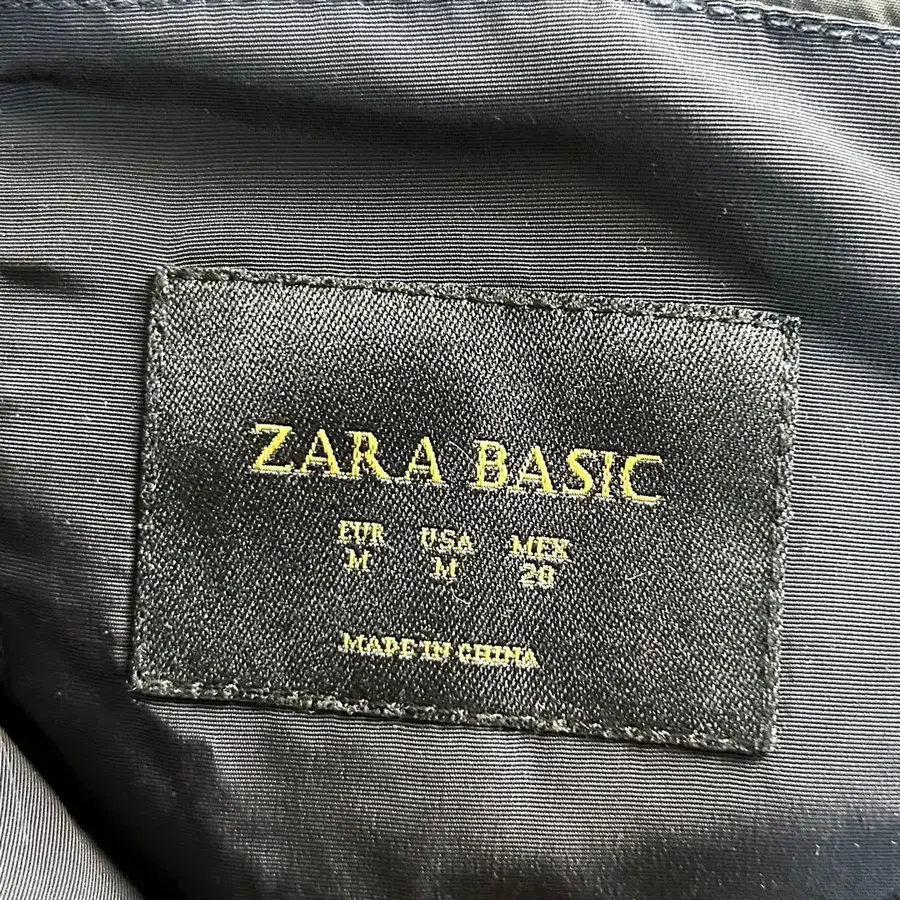 ZARA BASIC
EUR USA MEX
M M 28
MADE IN CHINA